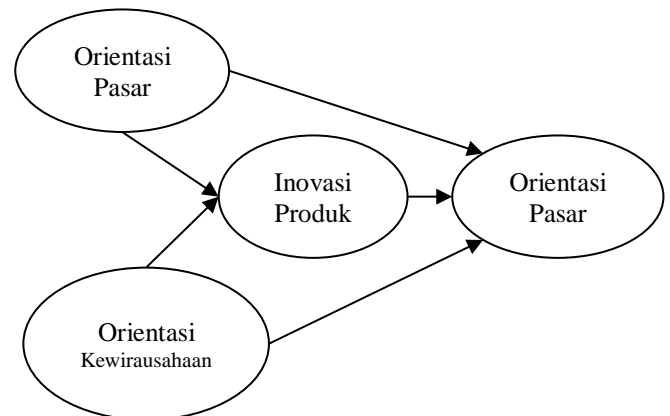 Orientasi
Pasar
Inovasi
Produk
Orientasi
Pasar
Orientasi
Kewirausahaan